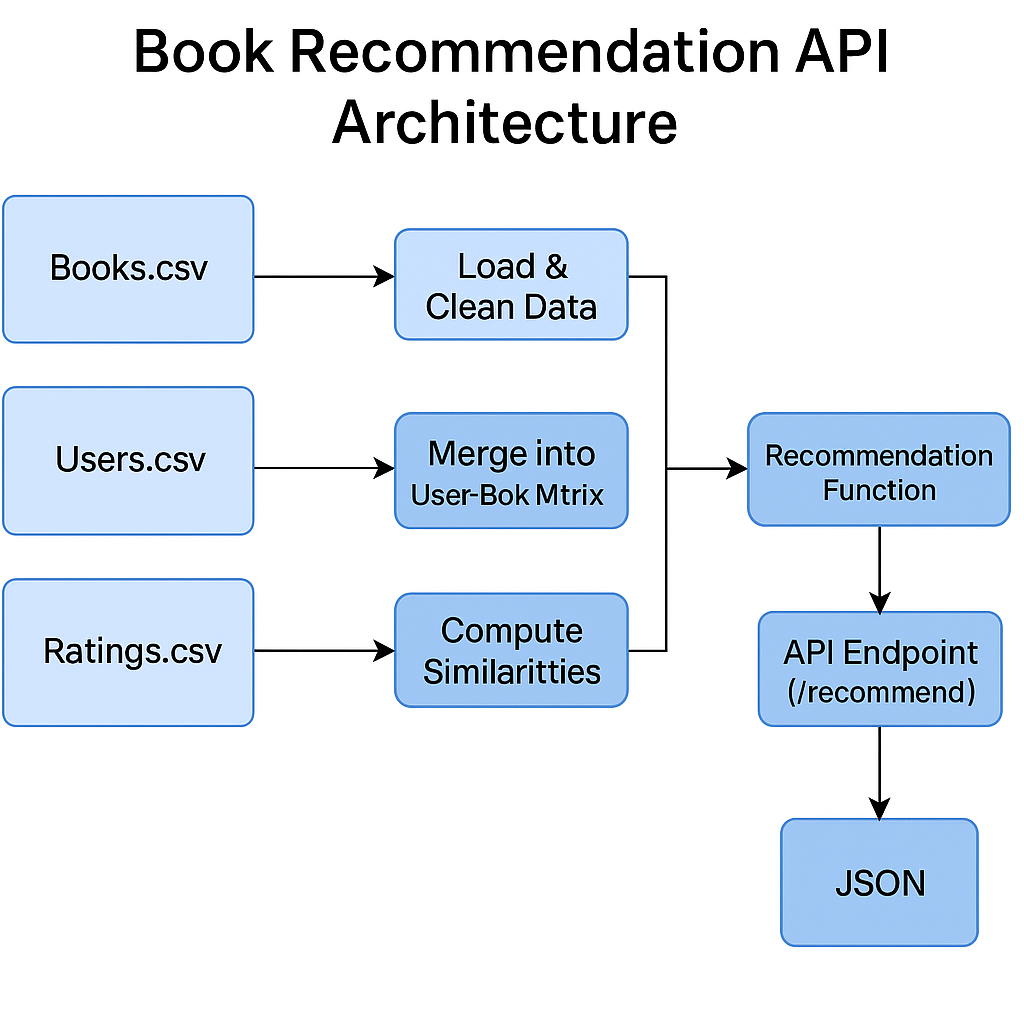 Book Recommendation API
Architecture
Books.csv
Load &
Clean Data
Users.csv
Merge into
User-Bok Mtrix
Recommendation
Function
Ratings.csv
Compute
Similaritties
API Endpoint
(/recommend)
JSON